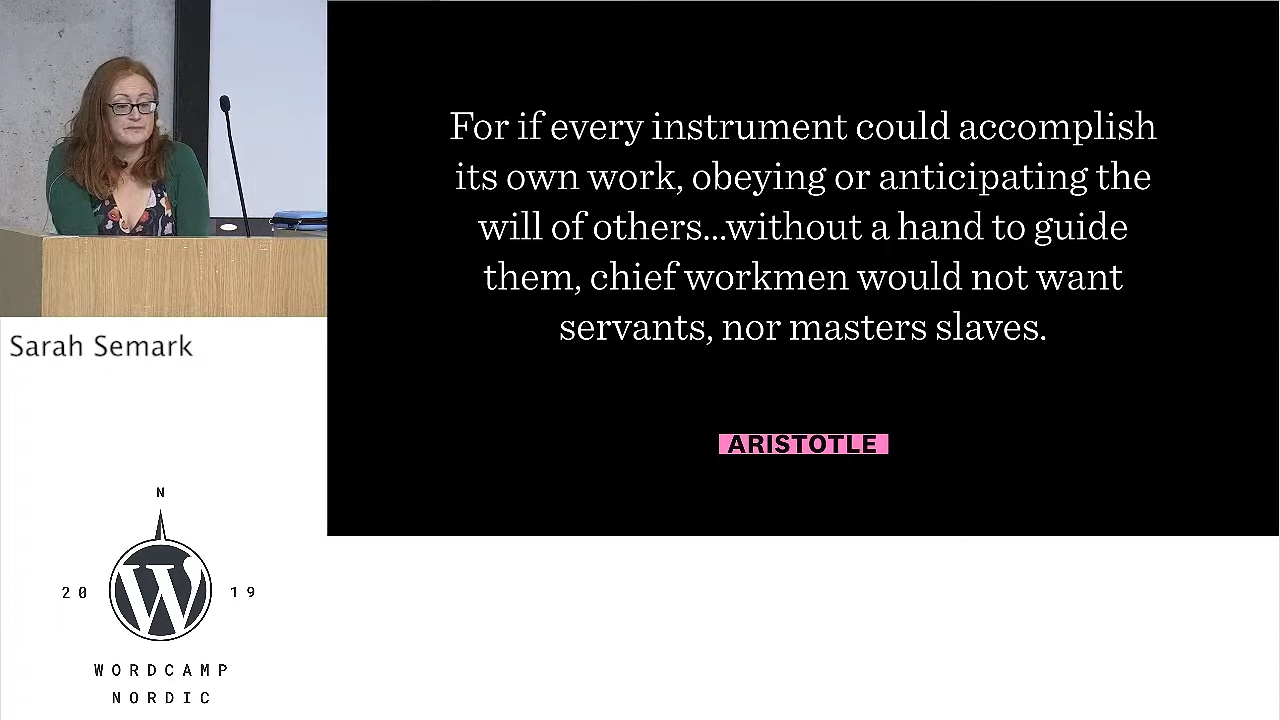 For if every instrument could accomplish
its own work, obeying or anticipating the
will of others...without a hand to guide
them, chief workmen would not want
servants, nor masters slaves.
ARISTOTLE
Sarah Semark
N
20 19
WORDCAMP
NORDIC